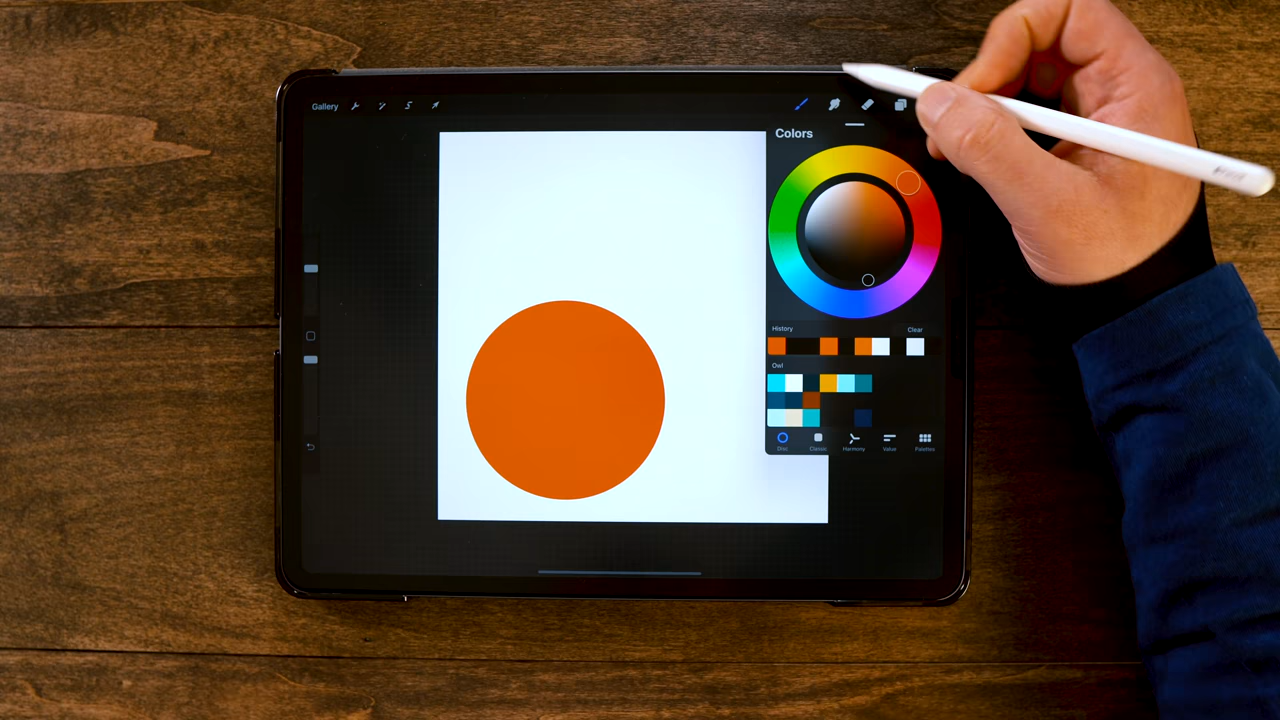 Gallery
Colors
History Clear
Owl
Disc Classic Harmony Value Palettes